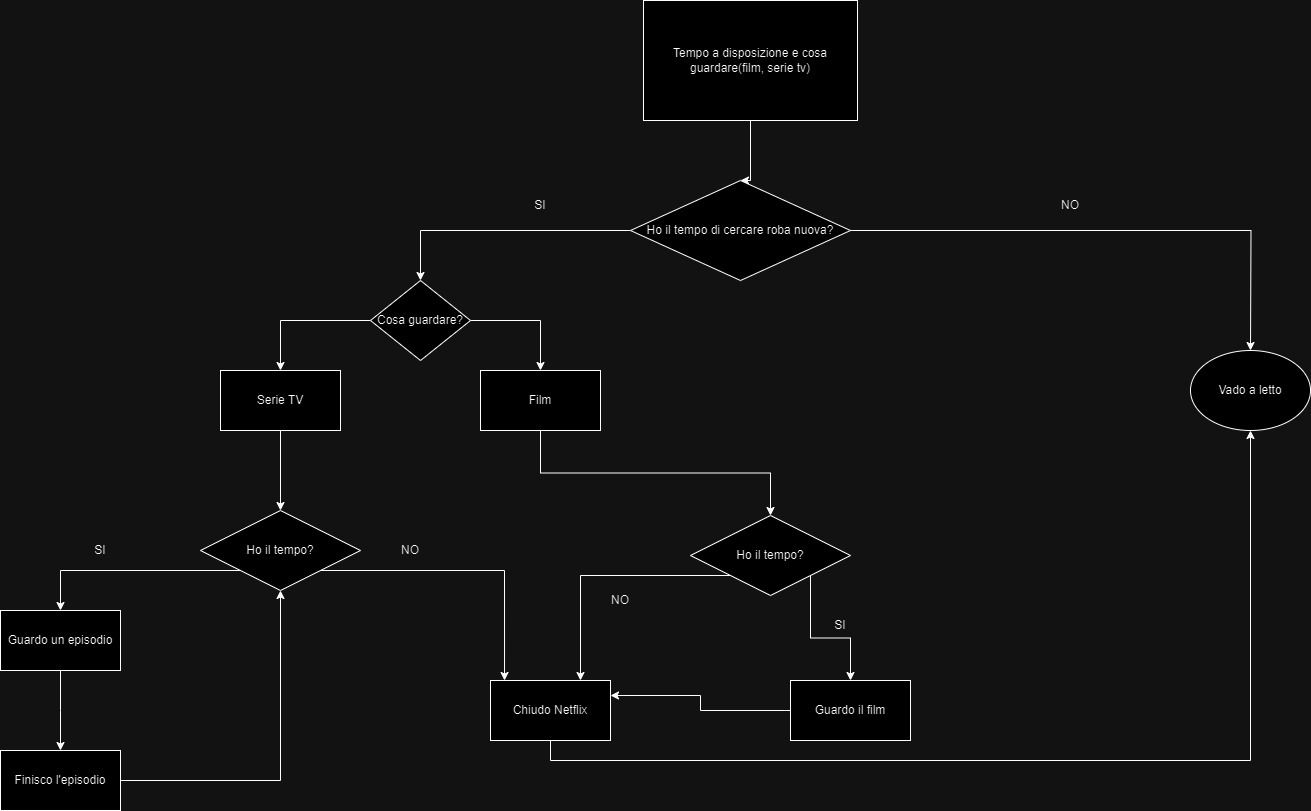 Tempo a disposizione e cosa
guardare(film, serie tv)
SI
NO
Ho il tempo di cercare roba nuova?
Cosa guardare?
Serie TV
Film
Vado a letto
SI
Ho il tempo?
NO
Ho il tempo?
NO
SI
Guardo un episodio
Chiudo Netflix
Guardo il film
Finisco l'episodio